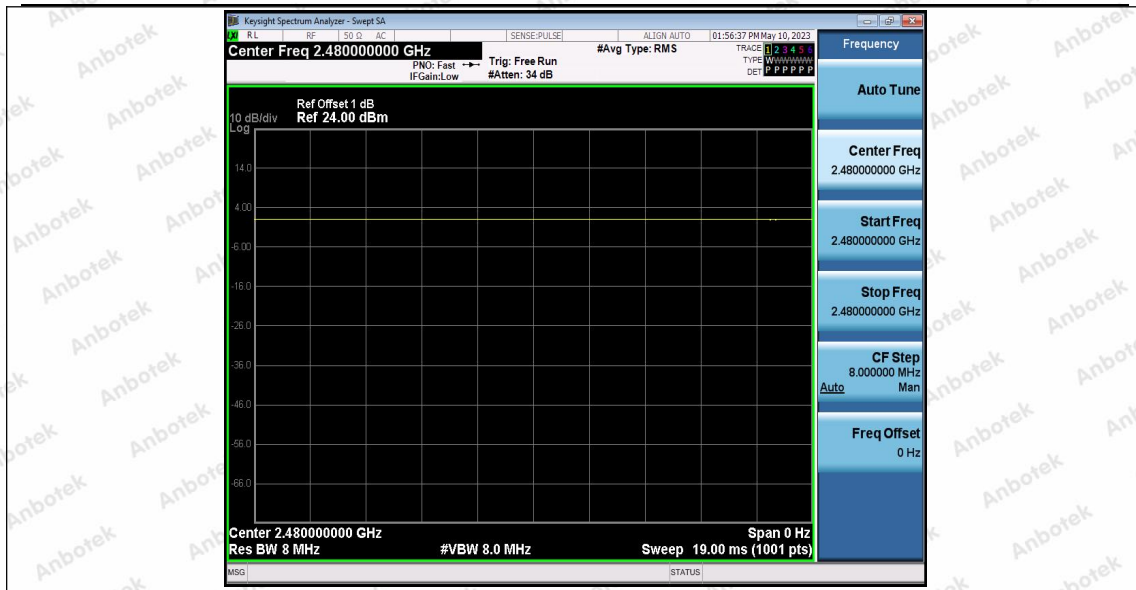 Keysight Spectrum Analyzer - Swept SA
LXI RL RF 50 Ω AC SENSE:PULSE ALIGN AUTO 01:56:37 PM May 10, 2023
Center Freq 2.480000000 GHz #Avg Type: RMS TRACE 1 2 3 4 5 6
PNO: Fast Trig: Free Run TYPE WWWWWW
IFGain:Low #Atten: 34 dB DET P P P P P P
Ref Offset 1 dB
10 dB/div Ref 24.00 dBm
Log
14.0
4.00
-6.00
-16.0
-26.0
-36.0
-46.0
-56.0
-66.0
Center 2.480000000 GHz Span 0 Hz
Res BW 8 MHz #VBW 8.0 MHz Sweep 19.00 ms (1001 pts)
MSG STATUS
Frequency
Auto Tune
Center Freq
2.480000000 GHz
Start Freq
2.480000000 GHz
Stop Freq
2.480000000 GHz
CF Step
8.000000 MHz
Auto Man
Freq Offset
0 Hz
Anbotek